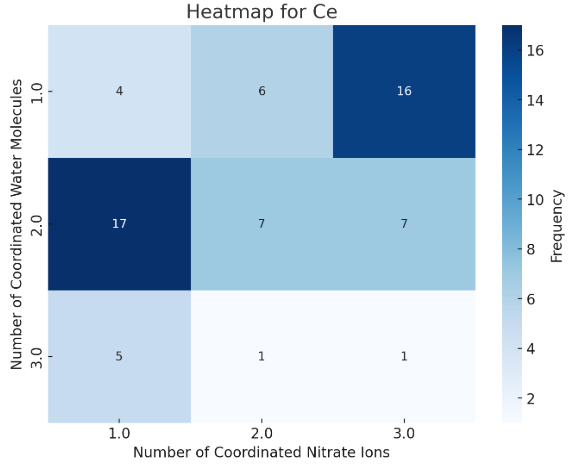 Heatmap for Ce
Number of Coordinated Water Molecules
1.0
2.0
3.0
4 6 16
17 7 7
5 1 1
1.0 2.0 3.0
Number of Coordinated Nitrate Ions
16
14
12
10
8
6
4
2
Frequency